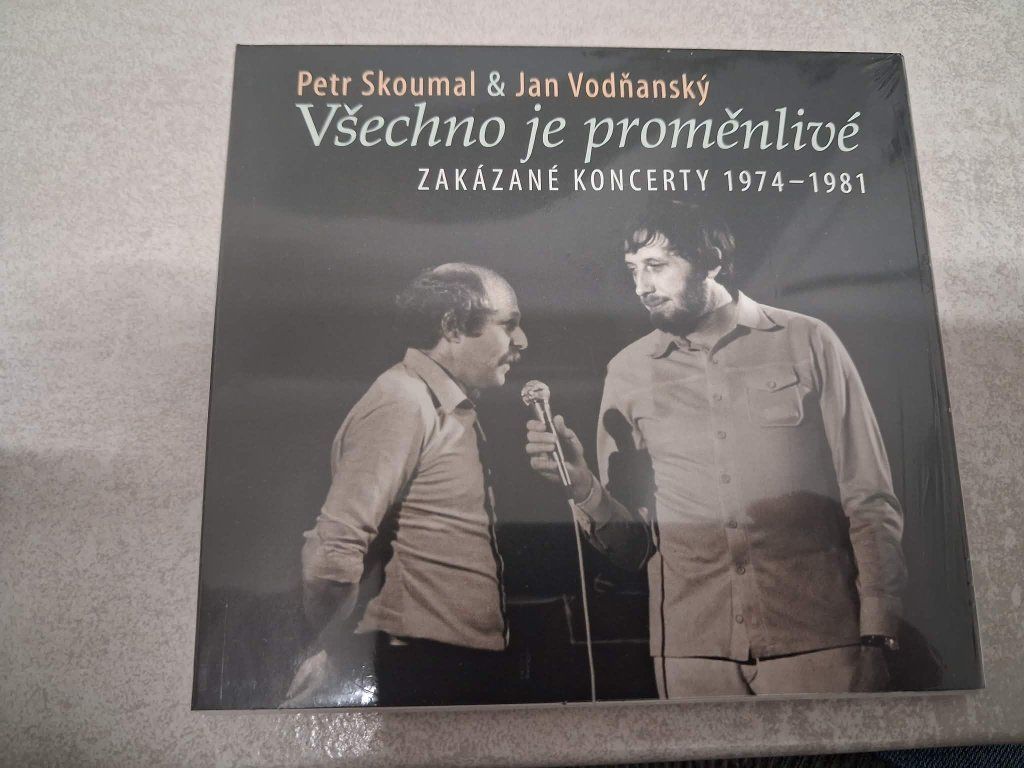 Petr Skoumal & Jan Vodňanský
Všechno je proměnlivé
ZAKÁZANÉ KONCERTY 1974–1981